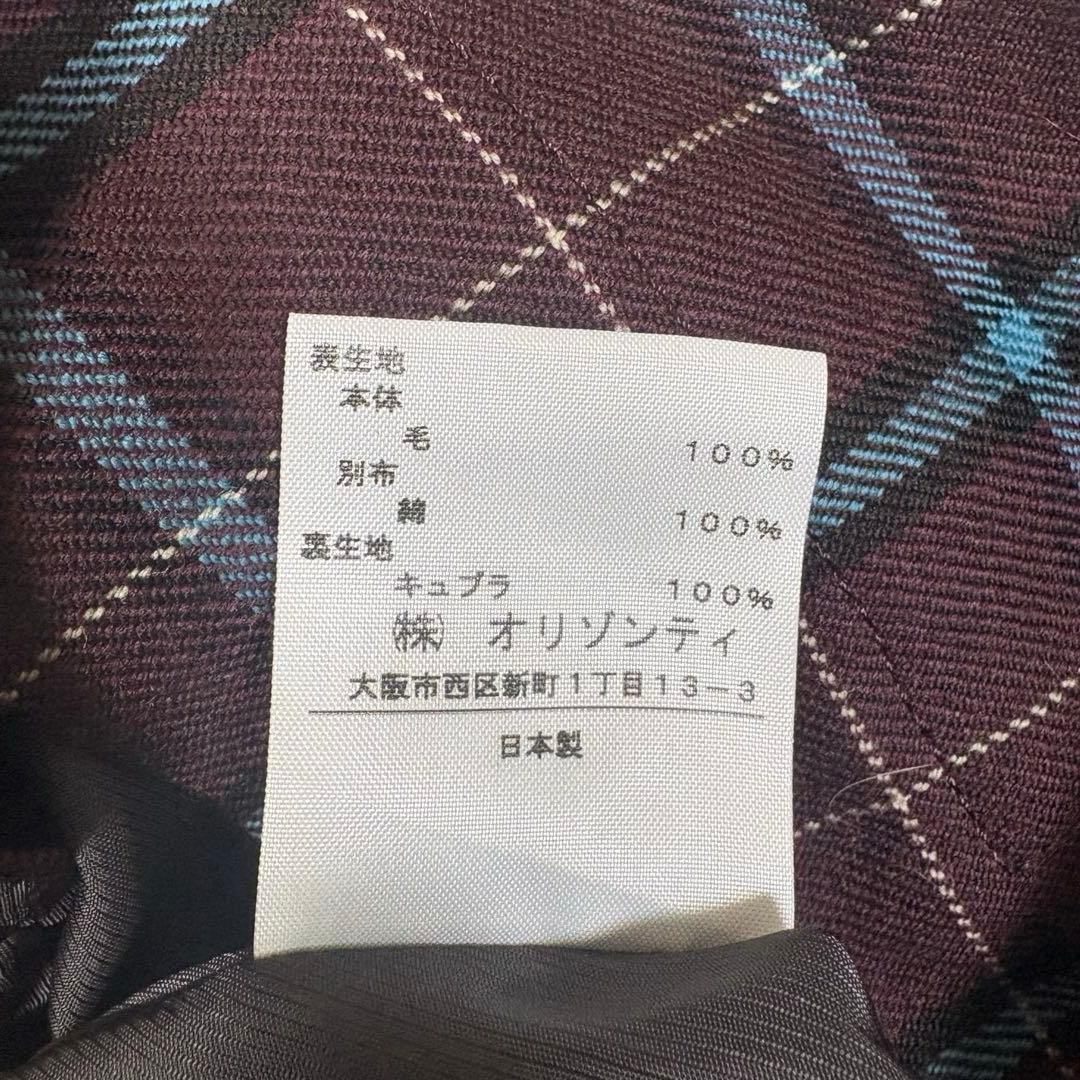 表生地
本体
毛 100%
別布
綿 100%
裏生地
キュプラ 100%
㈱ オリゾンティ
大阪市西区新町1丁目13-3
日本製